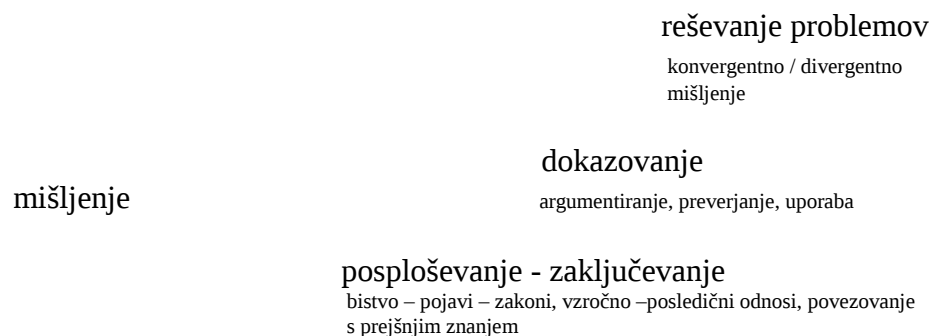 reševanje problemov
konvergentno / divergentno
mišljenje
dokazovanje
mišljenje
argumentiranje, preverjanje, uporaba
posploševanje - zaključevanje
bistvo – pojavi – zakoni, vzročno –posledični odnosi, povezovanje
s prejšnjim znanjem